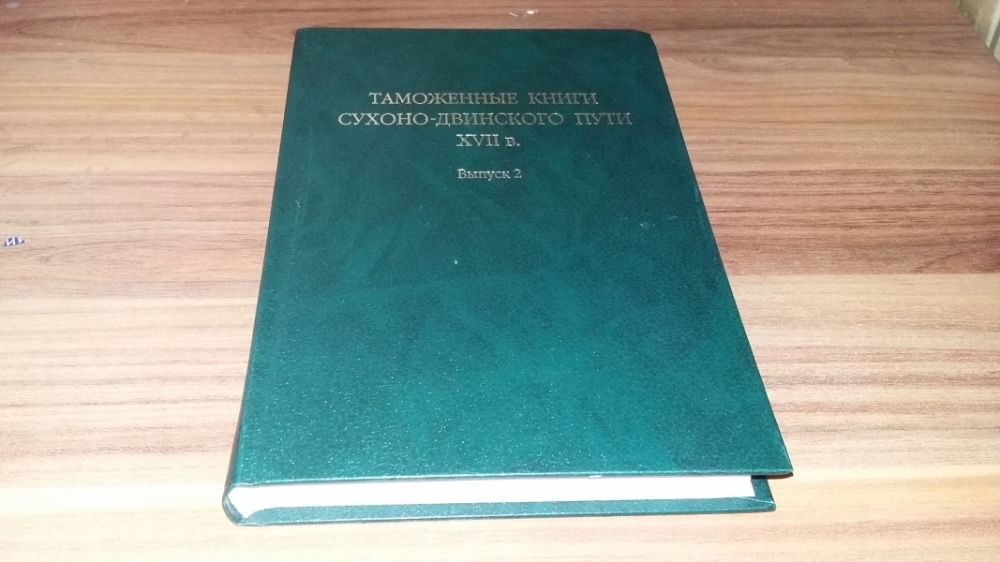 ТАМОЖЕННЫЕ КНИГИ
СУХОНО-ДВИНСКОГО ПУТИ
XVII в.
Выпуск 2